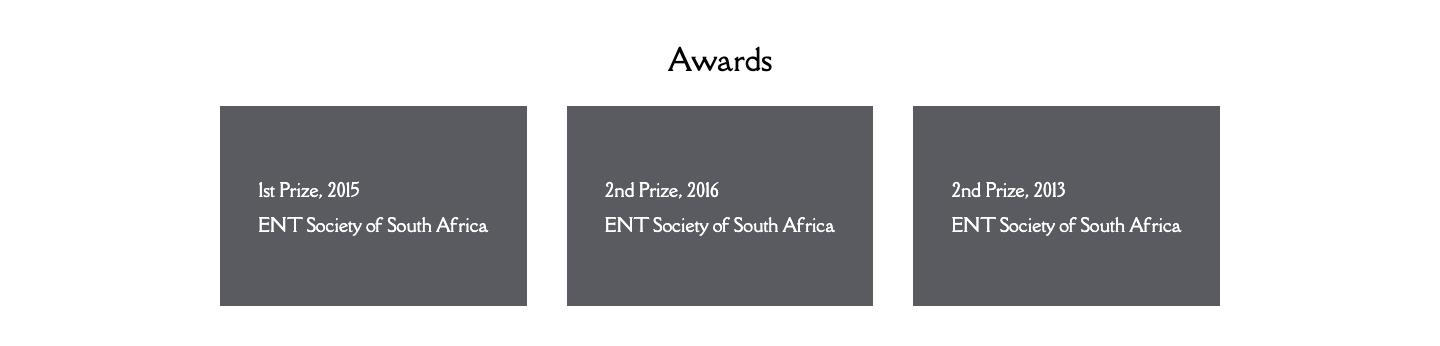 Awards
1st Prize, 2015
ENT Society of South Africa
2nd Prize, 2016
ENT Society of South Africa
2nd Prize, 2013
ENT Society of South Africa